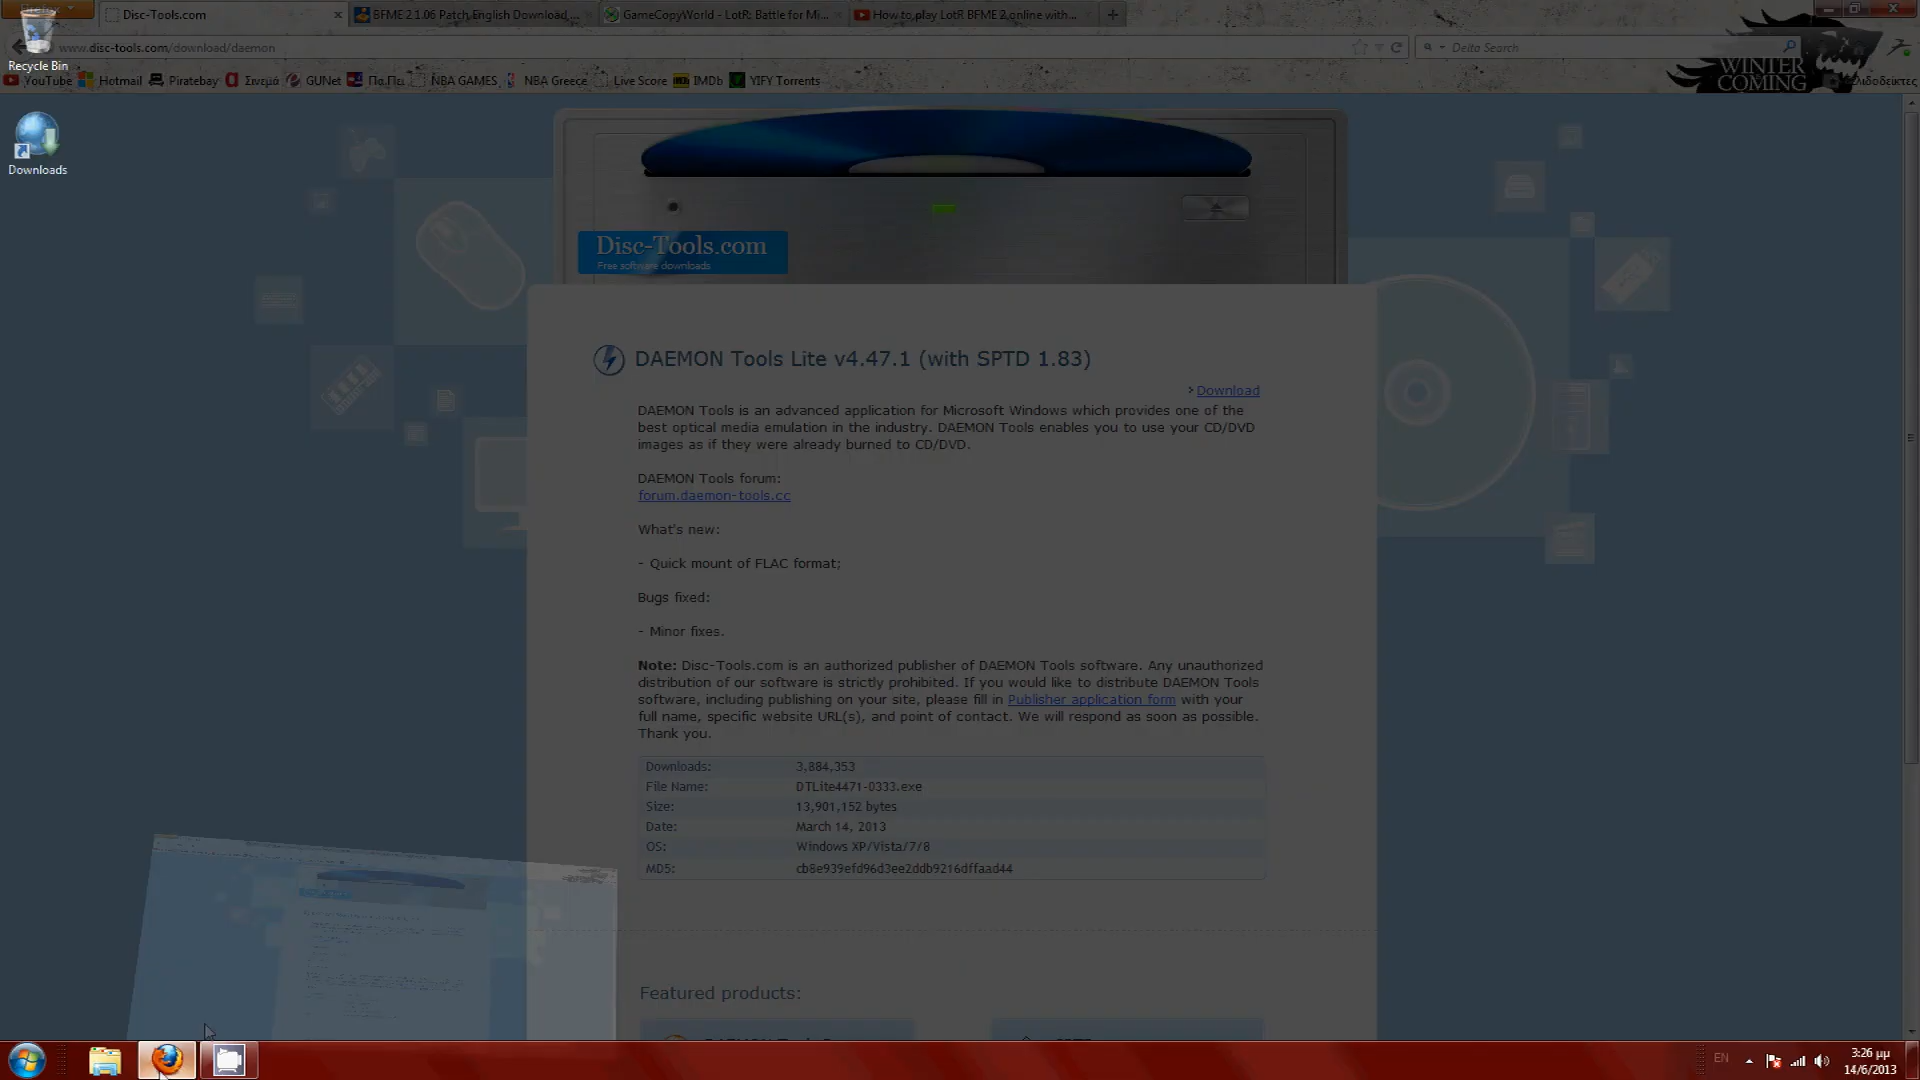 Firefox
Disc-Tools.com
BFME 2 1.06 Patch English Download, ...
GameCopyWorld - LotR: Battle for Mi...
How to play LotR BFME 2 online with...
www.disc-tools.com/download/daemon
Delta Search
Recycle Bin
YouTube
Hotmail
Piratebay
Σινεμά
GUNet
Πα.Πει
NBA GAMES
NBA Greece
Live Score
IMDb
YIFY Torrents
WINTER
COMING
Downloads
Disc-Tools.com
Free software downloads
DAEMON Tools Lite v4.47.1 (with SPTD 1.83)
Download
DAEMON Tools is an advanced application for Microsoft Windows which provides one of the
best optical media emulation in the industry. DAEMON Tools enables you to use your CD/DVD
images as if they were already burned to CD/DVD.
DAEMON Tools forum:
forum.daemon-tools.cc
What's new:
- Quick mount of FLAC format;
Bugs fixed:
- Minor fixes.
Note: Disc-Tools.com is an authorized publisher of DAEMON Tools software. Any unauthorized
distribution of our software is strictly prohibited. If you would like to distribute DAEMON Tools
software, including publishing on your site, please fill in Publisher application form with your
full name, specific website URL(s), and point of contact. We will respond as soon as possible.
Thank you.
Downloads: 3,884,353
File Name: DTLite4471-0333.exe
Size: 13,901,152 bytes
Date: March 14, 2013
OS: Windows XP/Vista/7/8
MD5: cb8e939efd96d3ee2ddb9216dffaad44
Featured products:
EN
3:26 μμ
14/6/2013